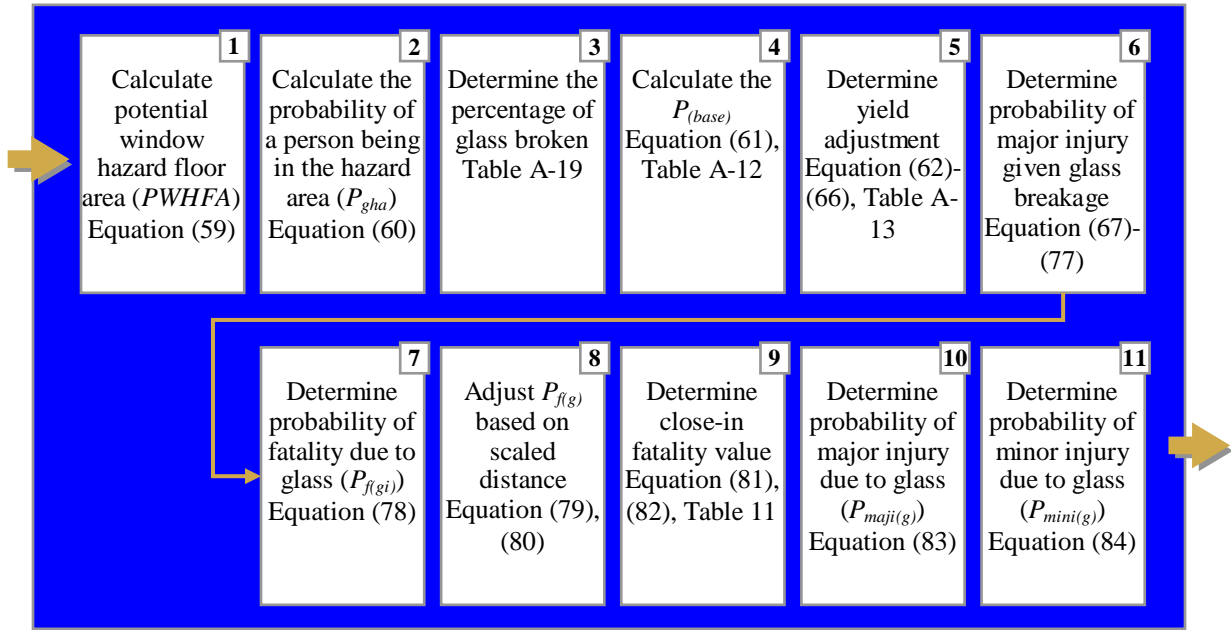 1
Calculate
potential
window
hazard floor
area (PWHFA)
Equation (59)
2
Calculate the
probability of
a person being
in the hazard
area (Pgha)
Equation (60)
3
Determine the
percentage of
glass broken
Table A-19
4
Calculate the
P(base)
Equation (61),
Table A-12
5
Determine
yield
adjustment
Equation (62)-
(66), Table A-
13
6
Determine
probability of
major injury
given glass
breakage
Equation (67)-
(77)
7
Determine
probability of
fatality due to
glass (Pf(gi))
Equation (78)
8
Adjust Pf(g)
based on
scaled
distance
Equation (79),
(80)
9
Determine
close-in
fatality value
Equation (81),
(82), Table 11
10
Determine
probability of
major injury
due to glass
(Pmaji(g))
Equation (83)
11
Determine
probability of
minor injury
due to glass
(Pmini(g))
Equation (84)